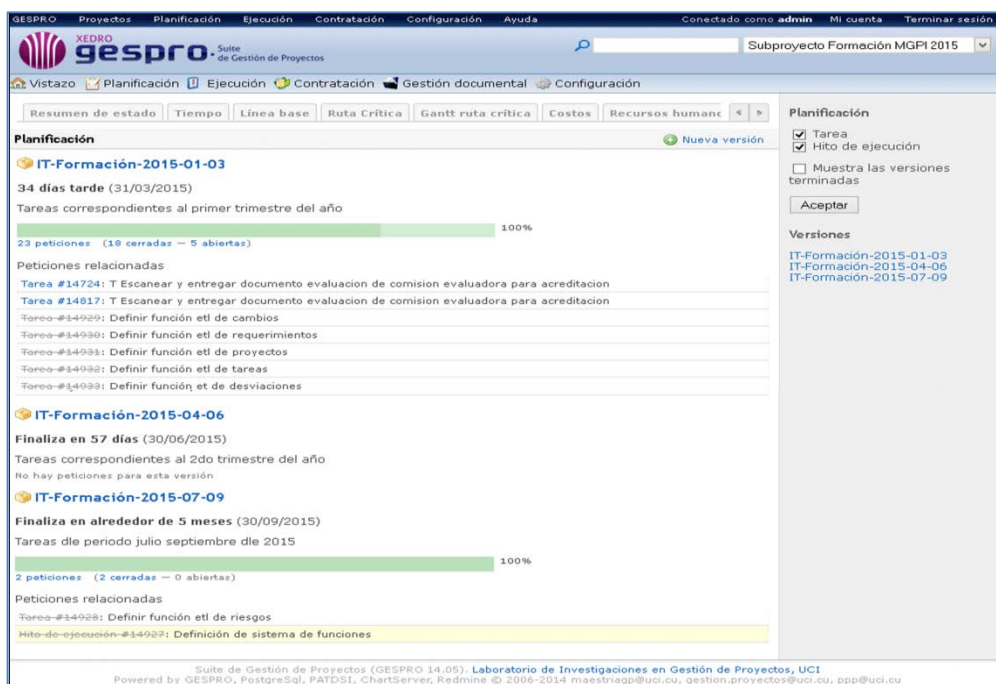 GESPRO Proyectos Planificación Ejecución Contratación Configuración Ayuda Conectado como admin Mi cuenta Terminar sesión
XEDRO
gespro. Suite de Gestión de Proyectos
Subproyecto Formación MGPI 2015
Vistazo Planificación Ejecución Contratación Gestión documental Configuración
Resumen de estado Tiempo Línea base Ruta Crítica Gantt ruta crítica Costos Recursos humanc
Planificación Nueva versión
IT-Formación-2015-01-03
34 días tarde (31/03/2015)
Tareas correspondientes al primer trimestre del año
100%
23 peticiones (18 cerradas — 5 abiertas)
Peticiones relacionadas
Tarea #14724: T Escanear y entregar documento evaluacion de comision evaluadora para acreditacion
Tarea #14817: T Escanear y entregar documento evaluacion de comision evaluadora para acreditacion
Tarea #14929: Definir función etl de cambios
Tarea #14930: Definir función etl de requerimientos
Tarea #14931: Definir función etl de proyectos
Tarea #14932: Definir función etl de tareas
Tarea #14933: Definir función et de desviaciones
IT-Formación-2015-04-06
Finaliza en 57 días (30/06/2015)
Tareas correspondientes al 2do trimestre del año
No hay peticiones para esta versión
IT-Formación-2015-07-09
Finaliza en alrededor de 5 meses (30/09/2015)
Tareas dle periodo julio septiembre dle 2015
100%
2 peticiones (2 cerradas — 0 abiertas)
Peticiones relacionadas
Tarea #14928: Definir función etl de riesgos
Hito de ejecución #14927: Definición de sistema de funciones
Planificación
Tarea
Hito de ejecución
Muestra las versiones
terminadas
Aceptar
Versiones
IT-Formación-2015-01-03
IT-Formación-2015-04-06
IT-Formación-2015-07-09
Suite de Gestión de Proyectos (GESPRO 14.05). Laboratorio de Investigaciones en Gestión de Proyectos, UCI
Powered by GESPRO, PostgreSql, PATDSI, ChartServer, Redmine © 2006-2014 maestriagp@uci.cu, gestion.proyectos@uci.cu, ppp@uci.cu